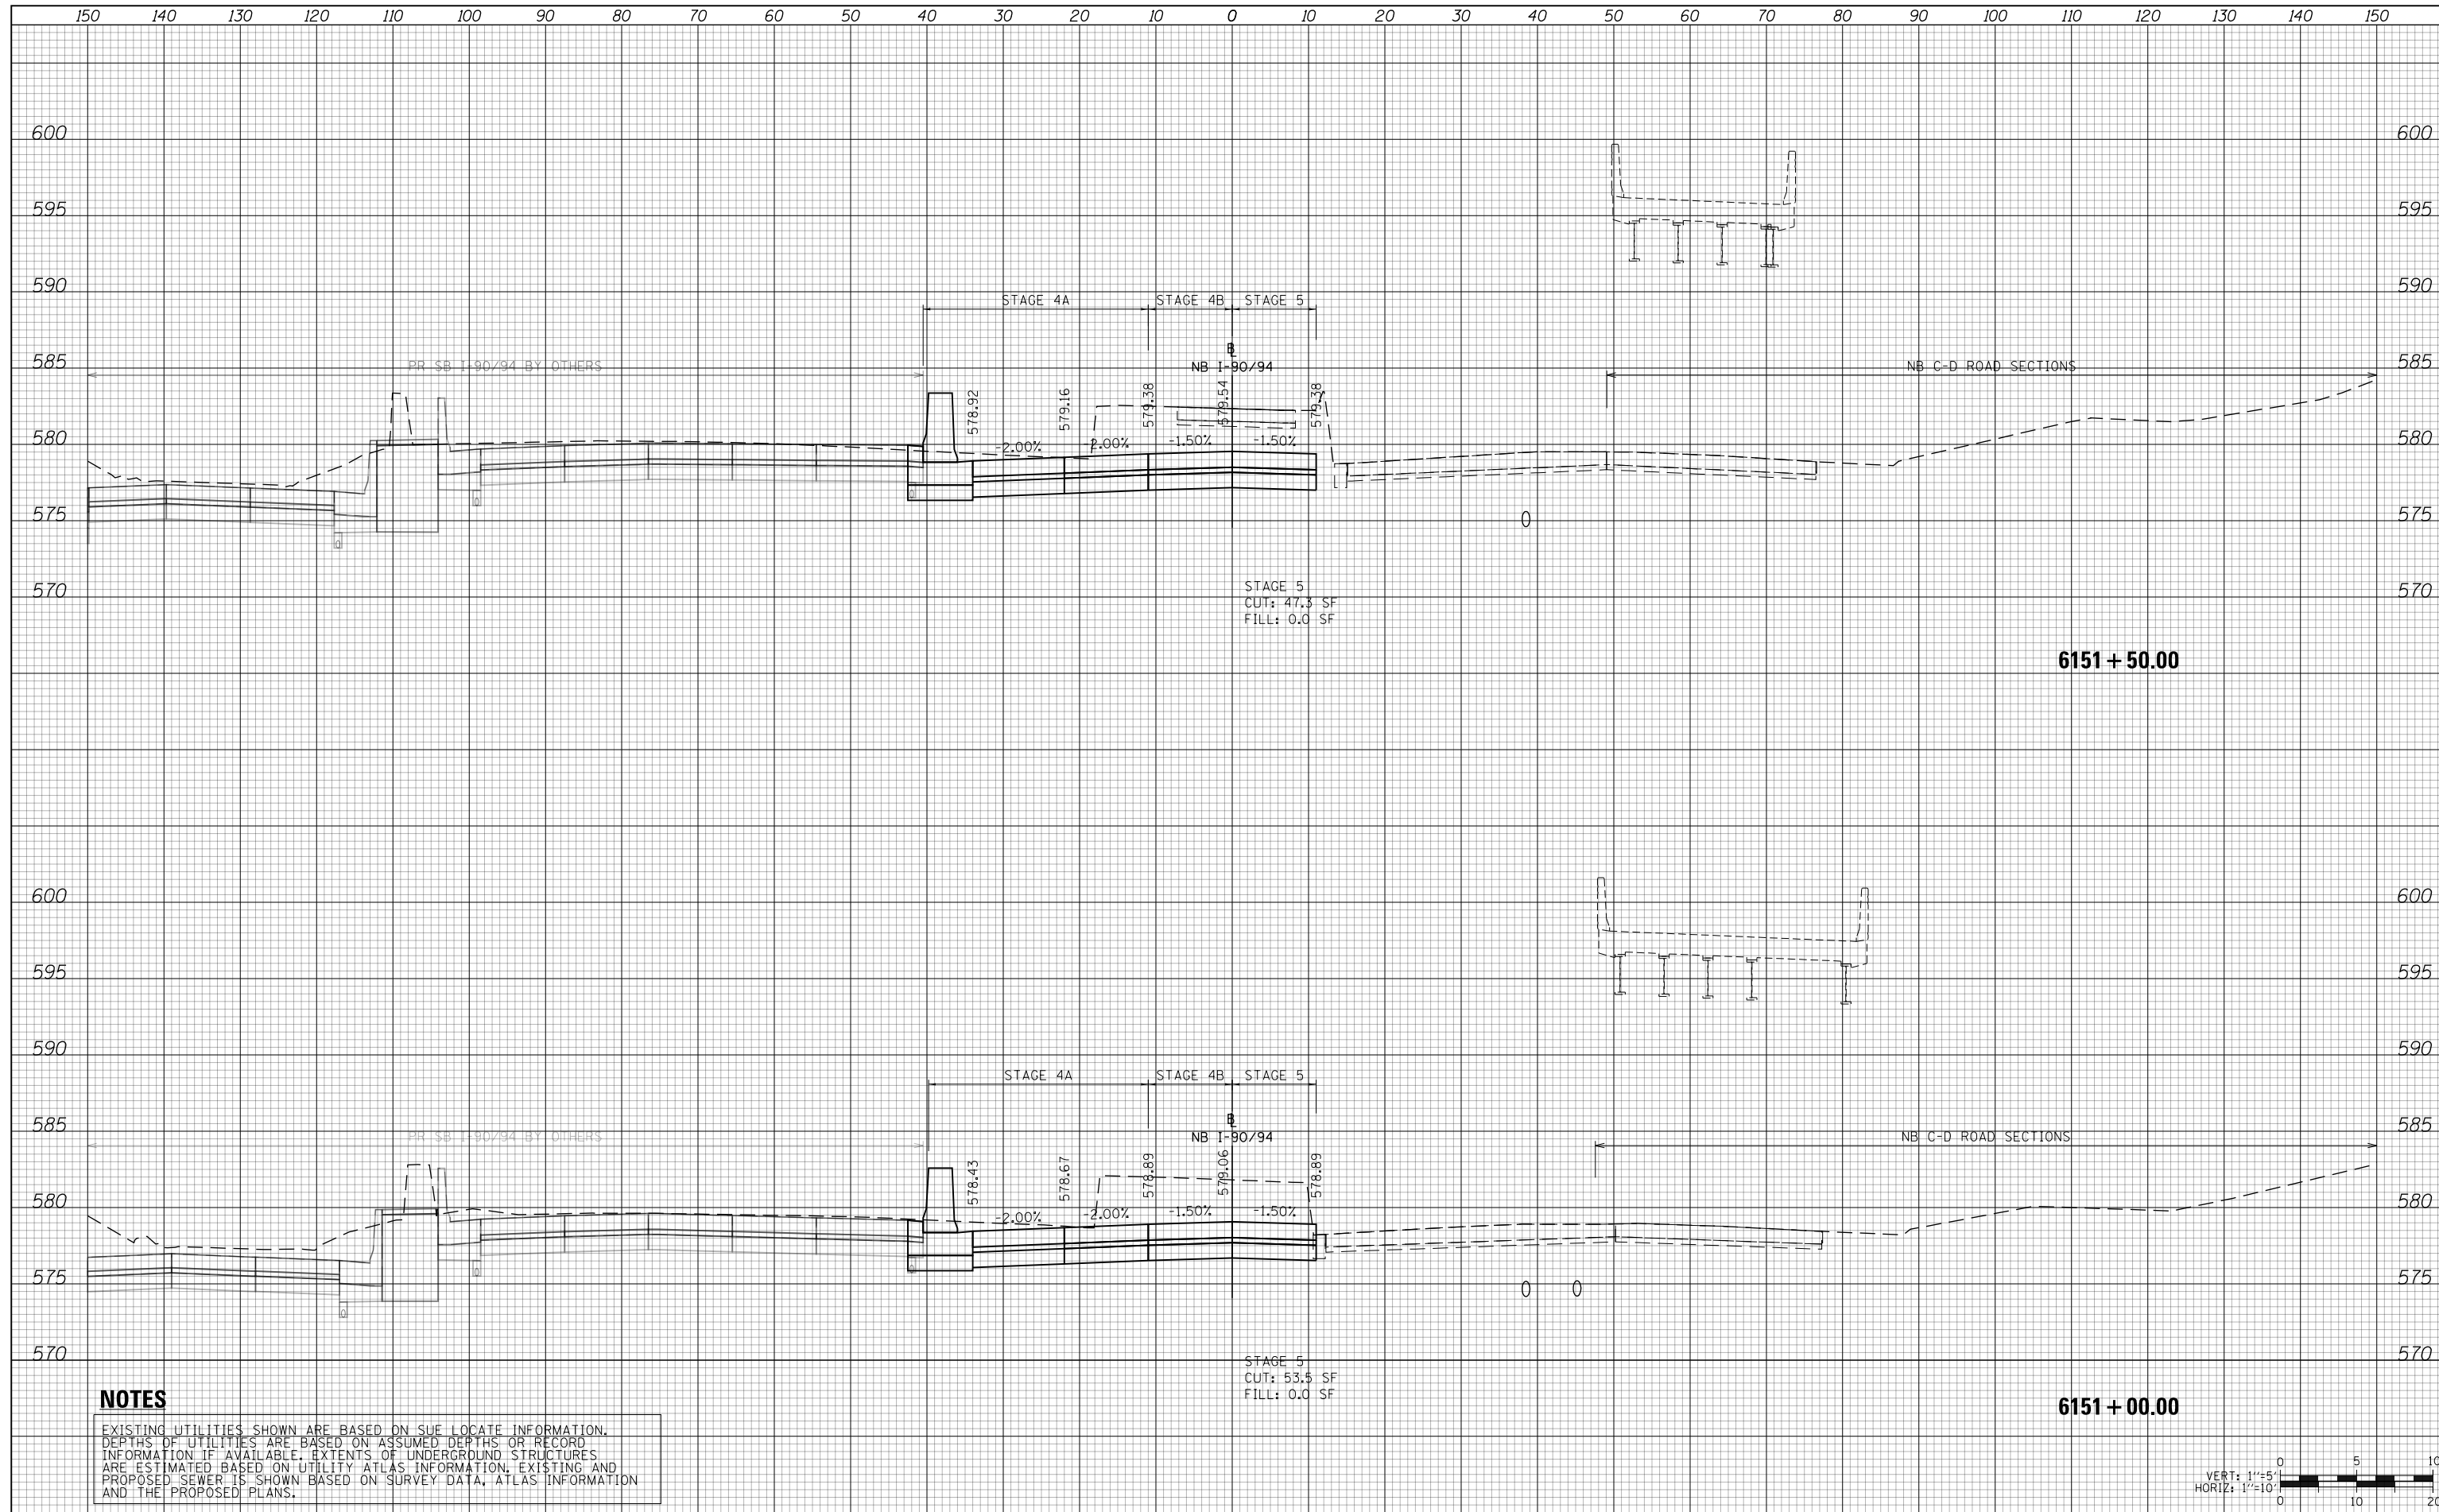 150 140 130 120 110 100 90 80 70 60 50 40 30 20 10 0 10 20 30 40 50 60 70 80 90 100 110 120 130 140 150
600 600
595 595
590 590
STAGE 4A STAGE 4B STAGE 5
585 585
PR SB I-90/94 BY OTHERS
BL
NB I-90/94
NB C-D ROAD SECTIONS
578.92 579.16 579.38 579.54 579.38
580 580
-2.00% -2.00% -1.50% -1.50%
575 575
570 570
STAGE 5
CUT: 47.3 SF
FILL: 0.0 SF
6151 + 50.00
600 600
595 595
590 590
STAGE 4A STAGE 4B STAGE 5
585 585
PR SB I-90/94 BY OTHERS
BL
NB I-90/94
NB C-D ROAD SECTIONS
578.43 578.67 578.89 579.06 578.89
580 580
-2.00% -2.00% -1.50% -1.50%
575 575
570 570
STAGE 5
CUT: 53.5 SF
FILL: 0.0 SF
6151 + 00.00
NOTES
EXISTING UTILITIES SHOWN ARE BASED ON SUE LOCATE INFORMATION.
DEPTHS OF UTILITIES ARE BASED ON ASSUMED DEPTHS OR RECORD
INFORMATION IF AVAILABLE. EXTENTS OF UNDERGROUND STRUCTURES
ARE ESTIMATED BASED ON UTILITY ATLAS INFORMATION. EXISTING AND
PROPOSED SEWER IS SHOWN BASED ON SURVEY DATA, ATLAS INFORMATION
AND THE PROPOSED PLANS.
0 5 10
VERT: 1"=5'
HORIZ: 1"=10'
0 10 20